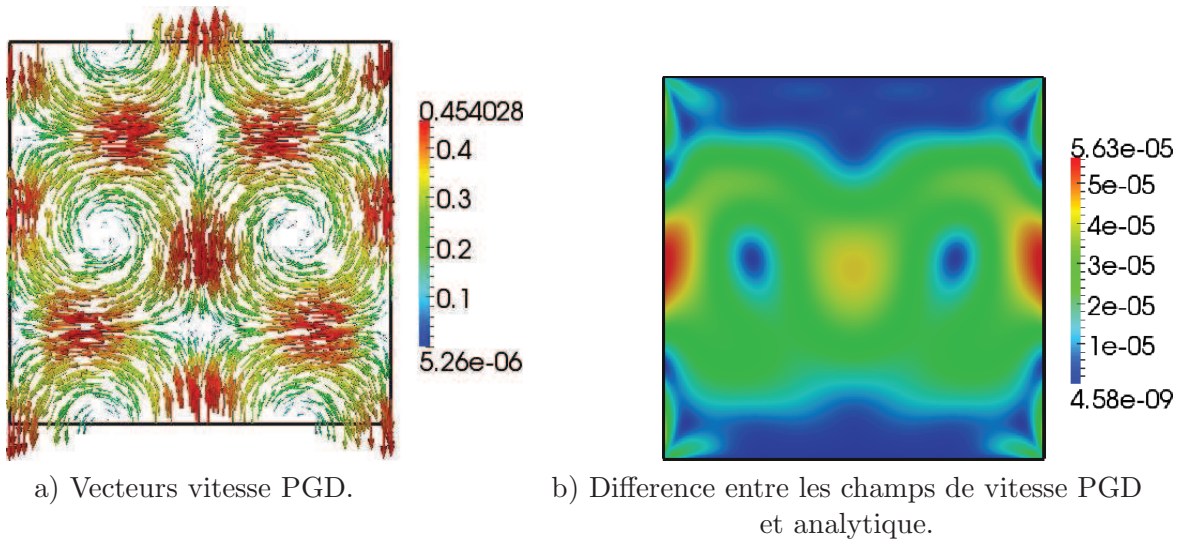 0.454028
0.4
0.3
0.2
0.1
5.26e-06
a) Vecteurs vitesse PGD.
5.63e-05
5e-05
4e-05
3e-05
2e-05
1e-05
4.58e-09
b) Difference entre les champs de vitesse PGD
et analytique.